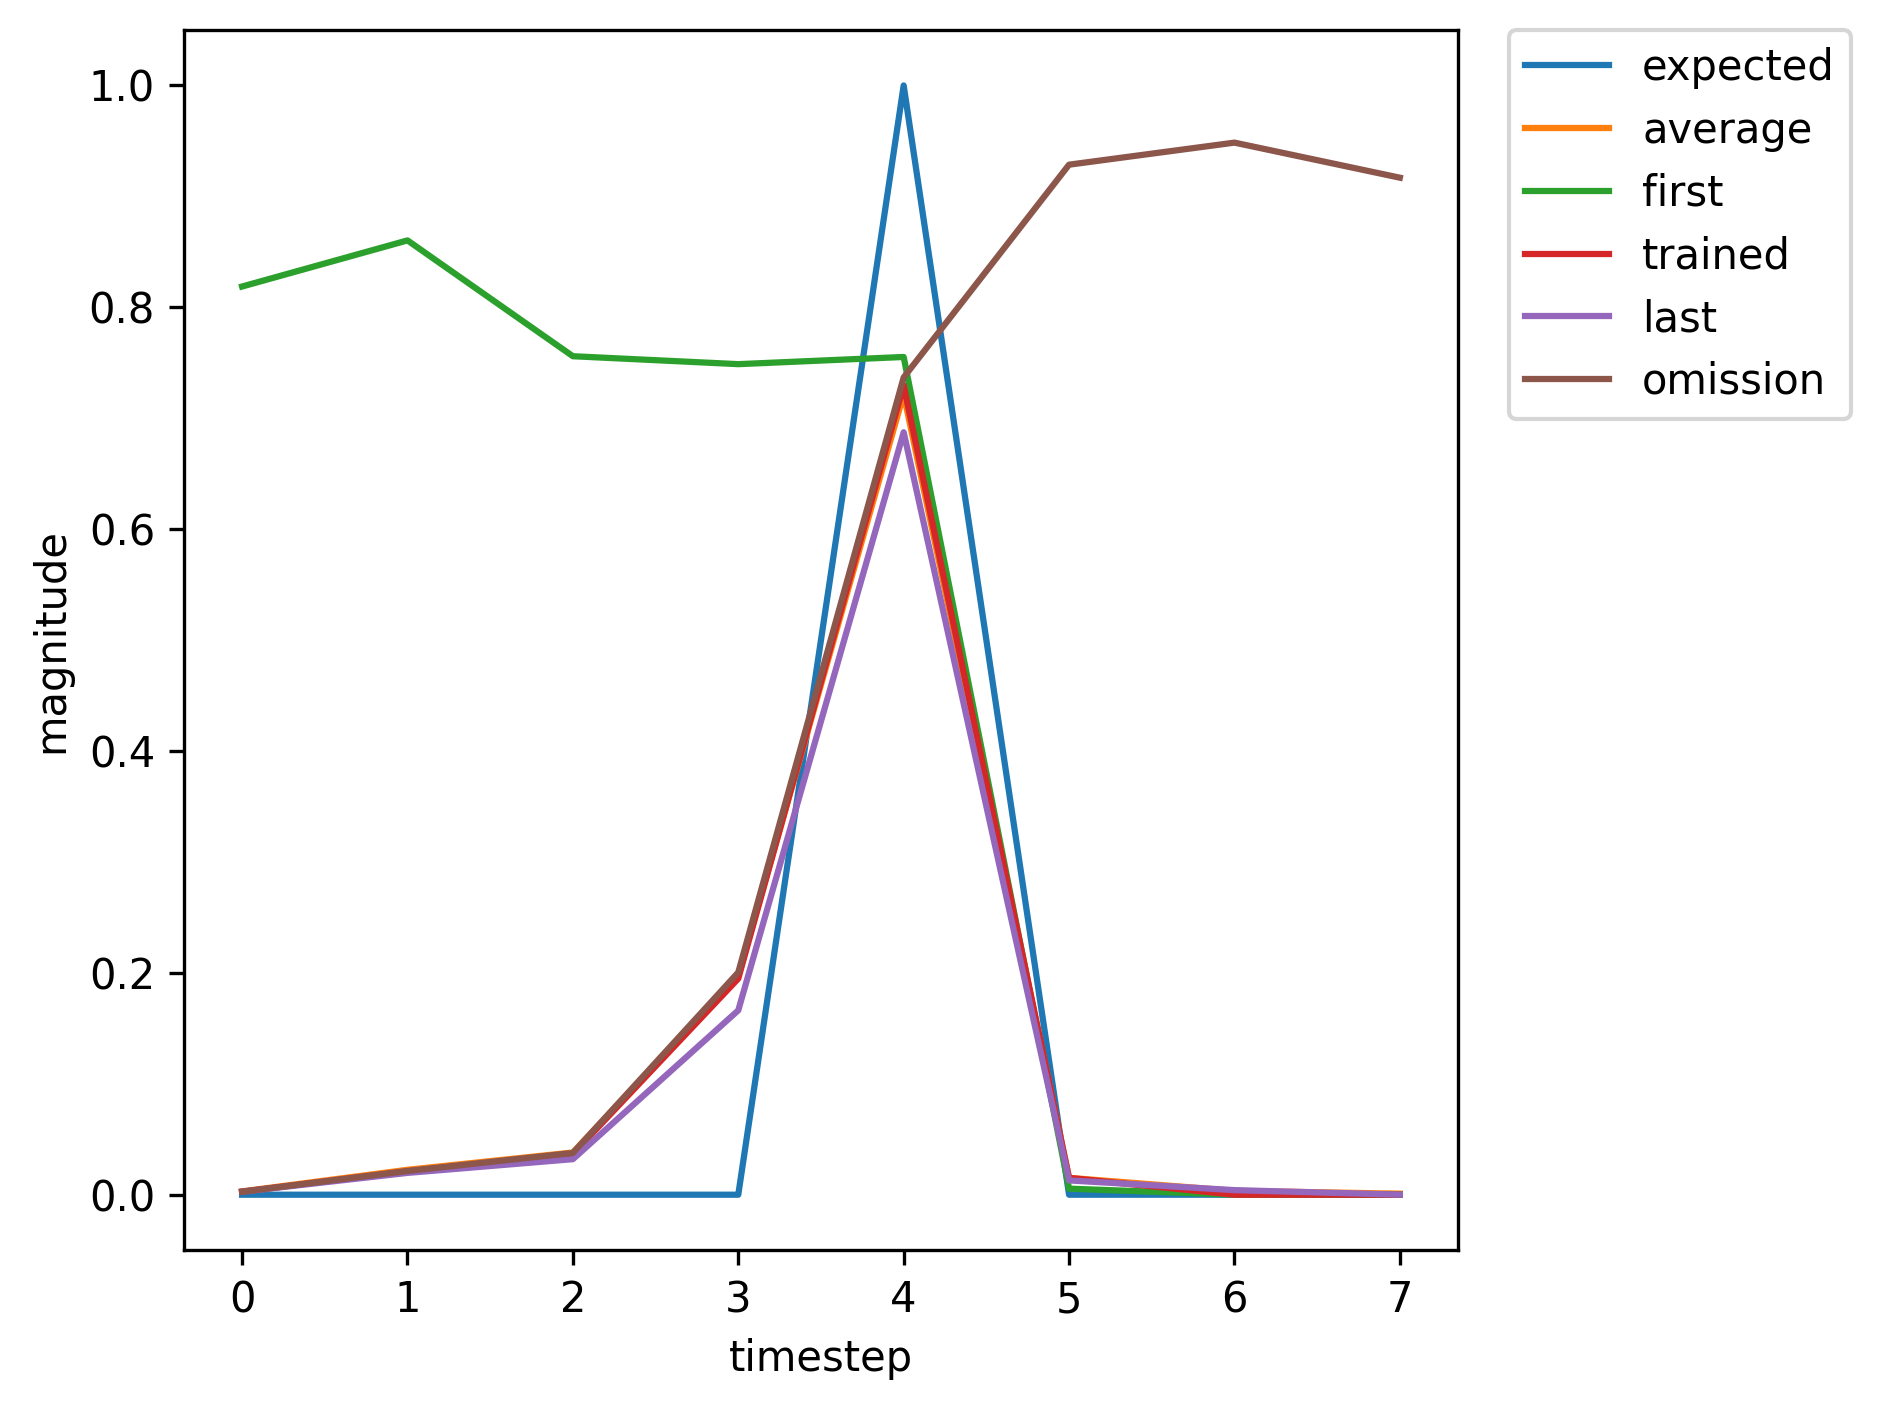 1.0
0.8
0.6
0.4
0.2
0.0
magnitude
0 1 2 3 4 5 6 7
timestep
expected
average
first
trained
last
omission